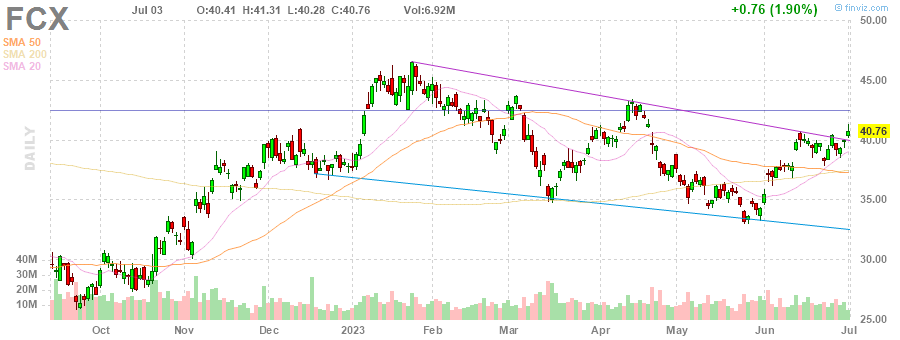 FCX Jul 03 O:40.41 H:41.31 L:40.28 C:40.76 Vol:6.92M +0.76 (1.90%)
© finviz.com
SMA 50
SMA 200
SMA 20
DAILY
50.00
45.00
40.76
40.00
35.00
30.00
25.00
40M
30M
20M
10M
Oct Nov Dec 2023 Feb Mar Apr May Jun Jul